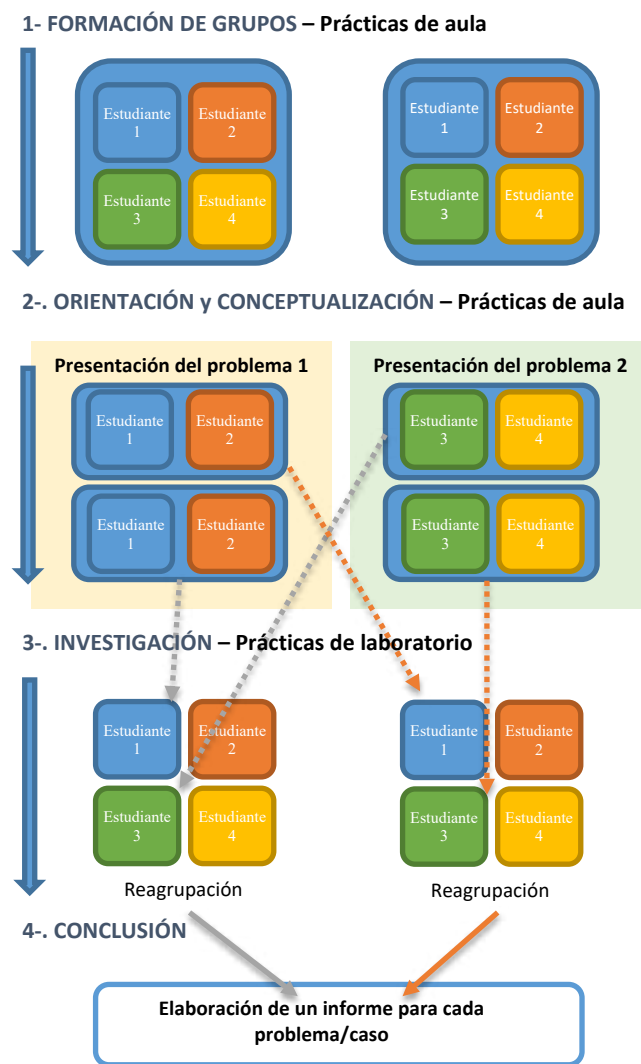 1- FORMACIÓN DE GRUPOS – Prácticas de aula
Estudiante
1
Estudiante
2
Estudiante
3
Estudiante
4
Estudiante
1
Estudiante
2
Estudiante
3
Estudiante
4
2-. ORIENTACIÓN y CONCEPTUALIZACIÓN – Prácticas de aula
Presentación del problema 1
Estudiante
1
Estudiante
2
Estudiante
1
Estudiante
2
Presentación del problema 2
Estudiante
3
Estudiante
4
Estudiante
3
Estudiante
4
3-. INVESTIGACIÓN – Prácticas de laboratorio
Estudiante
1
Estudiante
2
Estudiante
3
Estudiante
4
Reagrupación
Estudiante
1
Estudiante
2
Estudiante
3
Estudiante
4
Reagrupación
4-. CONCLUSIÓN
Elaboración de un informe para cada
problema/caso